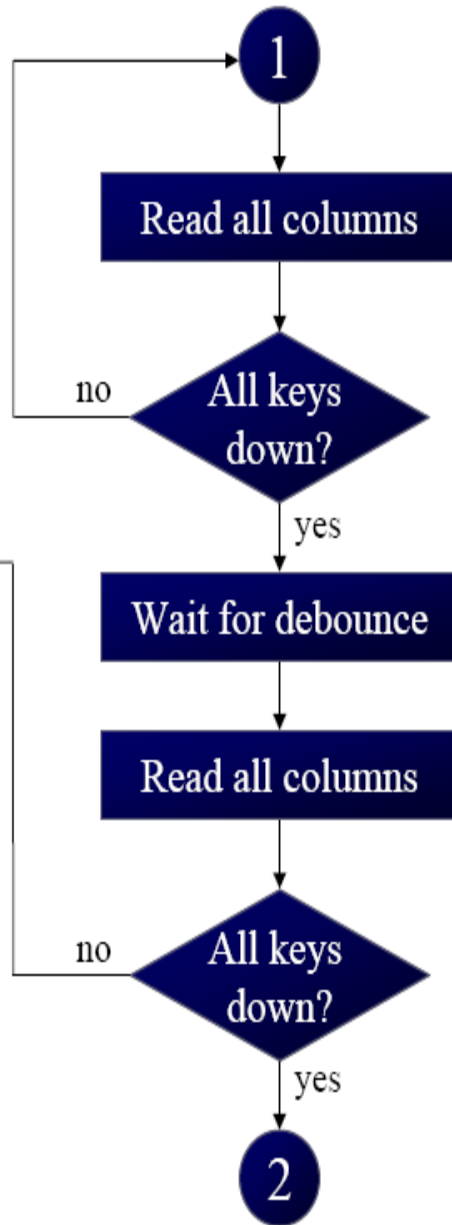 1
Read all columns
no
All keys
down?
yes
Wait for debounce
Read all columns
no
All keys
down?
yes
2